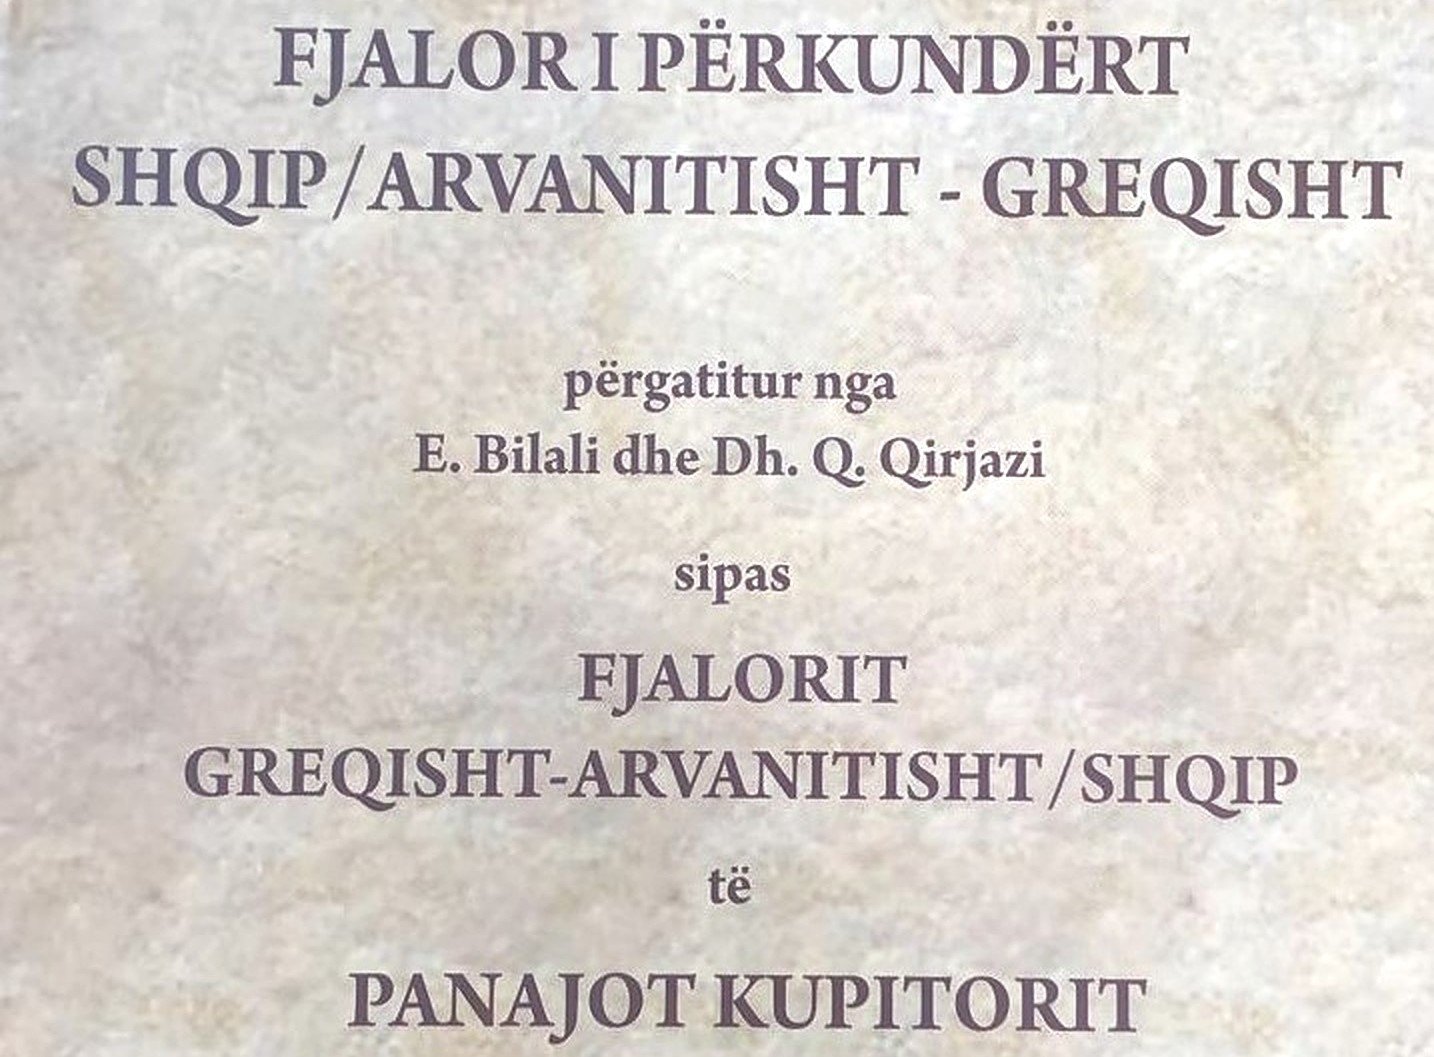 FJALOR I PËRKUNDËRT
SHQIP/ARVANITISHT - GREQISHT
përgatitur nga
E. Bilali dhe Dh. Q. Qirjazi
sipas
FJALORIT
GREQISHT-ARVANITISHT/SHQIP
të
PANAJOT KUPITORIT